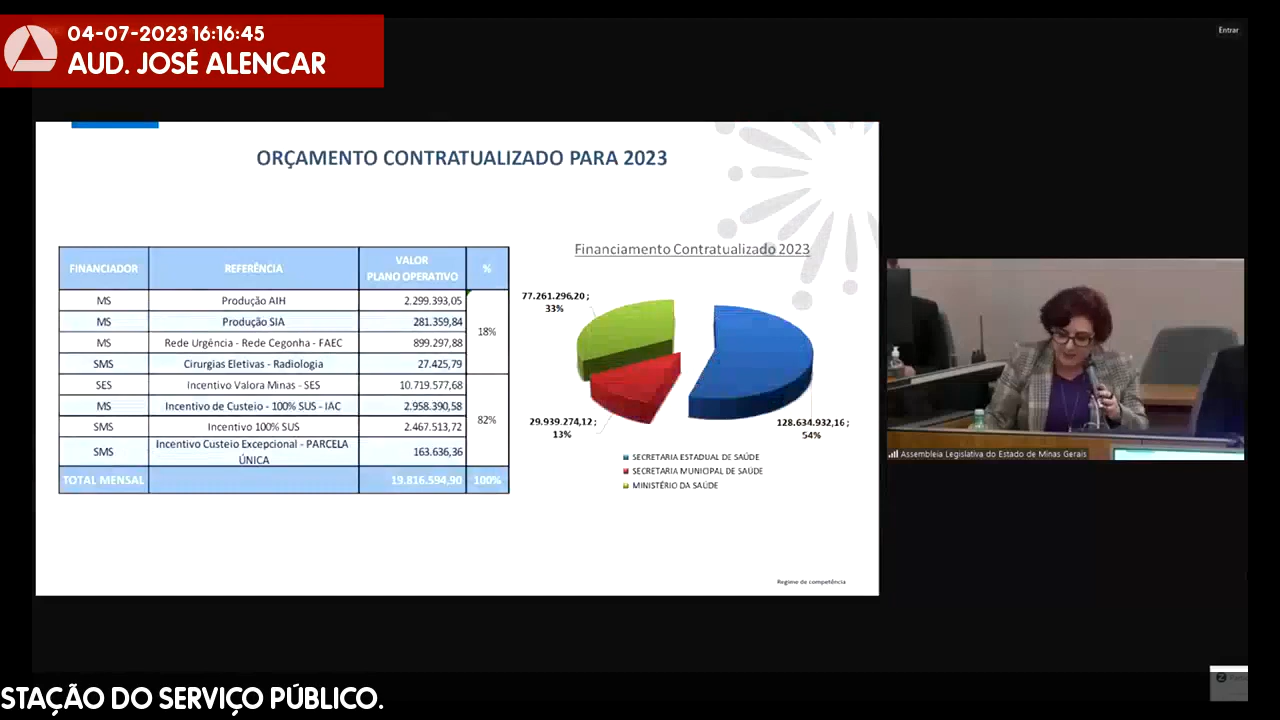 04-07-2023 16:16:45
AUD. JOSÉ ALENCAR
Entrar
ORÇAMENTO CONTRATUALIZADO PARA 2023
FINANCIADOR REFERÊNCIA VALOR PLANO OPERATIVO %
MS Produção AIH 2.299.393,05
MS Produção SIA 281.359,84
18%
MS Rede Urgência - Rede Cegonha - FAEC 899.297,88
SMS Cirurgias Eletivas - Radiologia 27.425,79
SES Incentivo Valora Minas - SES 10.719.577,68
MS Incentivo de Custeio - 100% SUS - IAC 2.958.390,58
82%
SMS Incentivo 100% SUS 2.467.513,72
SMS Incentivo Custeio Excepcional - PARCELA ÚNICA 163.636,36
TOTAL MENSAL 19.816.594,90 100%
Financiamento Contratualizado 2023
77.261.296,20 ;
33%
29.939.274,12 ;
13%
128.634.932,16 ;
54%
SECRETARIA ESTADUAL DE SAÚDE
SECRETARIA MUNICIPAL DE SAÚDE
MINISTÉRIO DA SAÚDE
Regime de competência
Assembleia Legislativa do Estado de Minas Gerais
STAÇÃO DO SERVIÇO PÚBLICO.